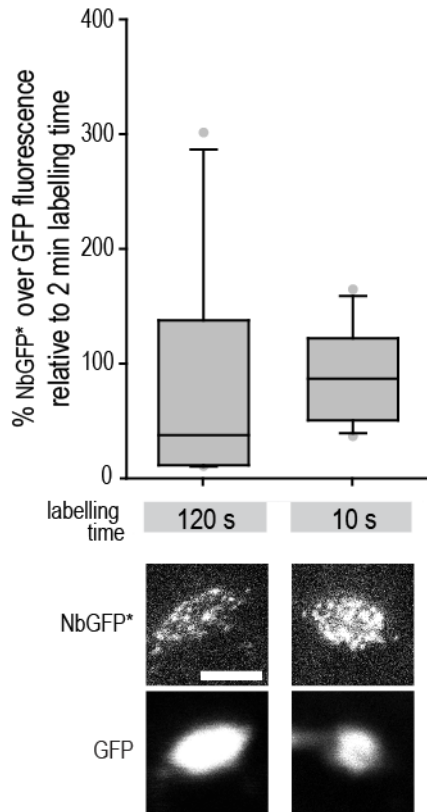 % NbGFP* over GFP fluorescence
relative to 2 min labelling time
400
300
200
100
0
labelling
time
120 s
10 s
NbGFP*
GFP